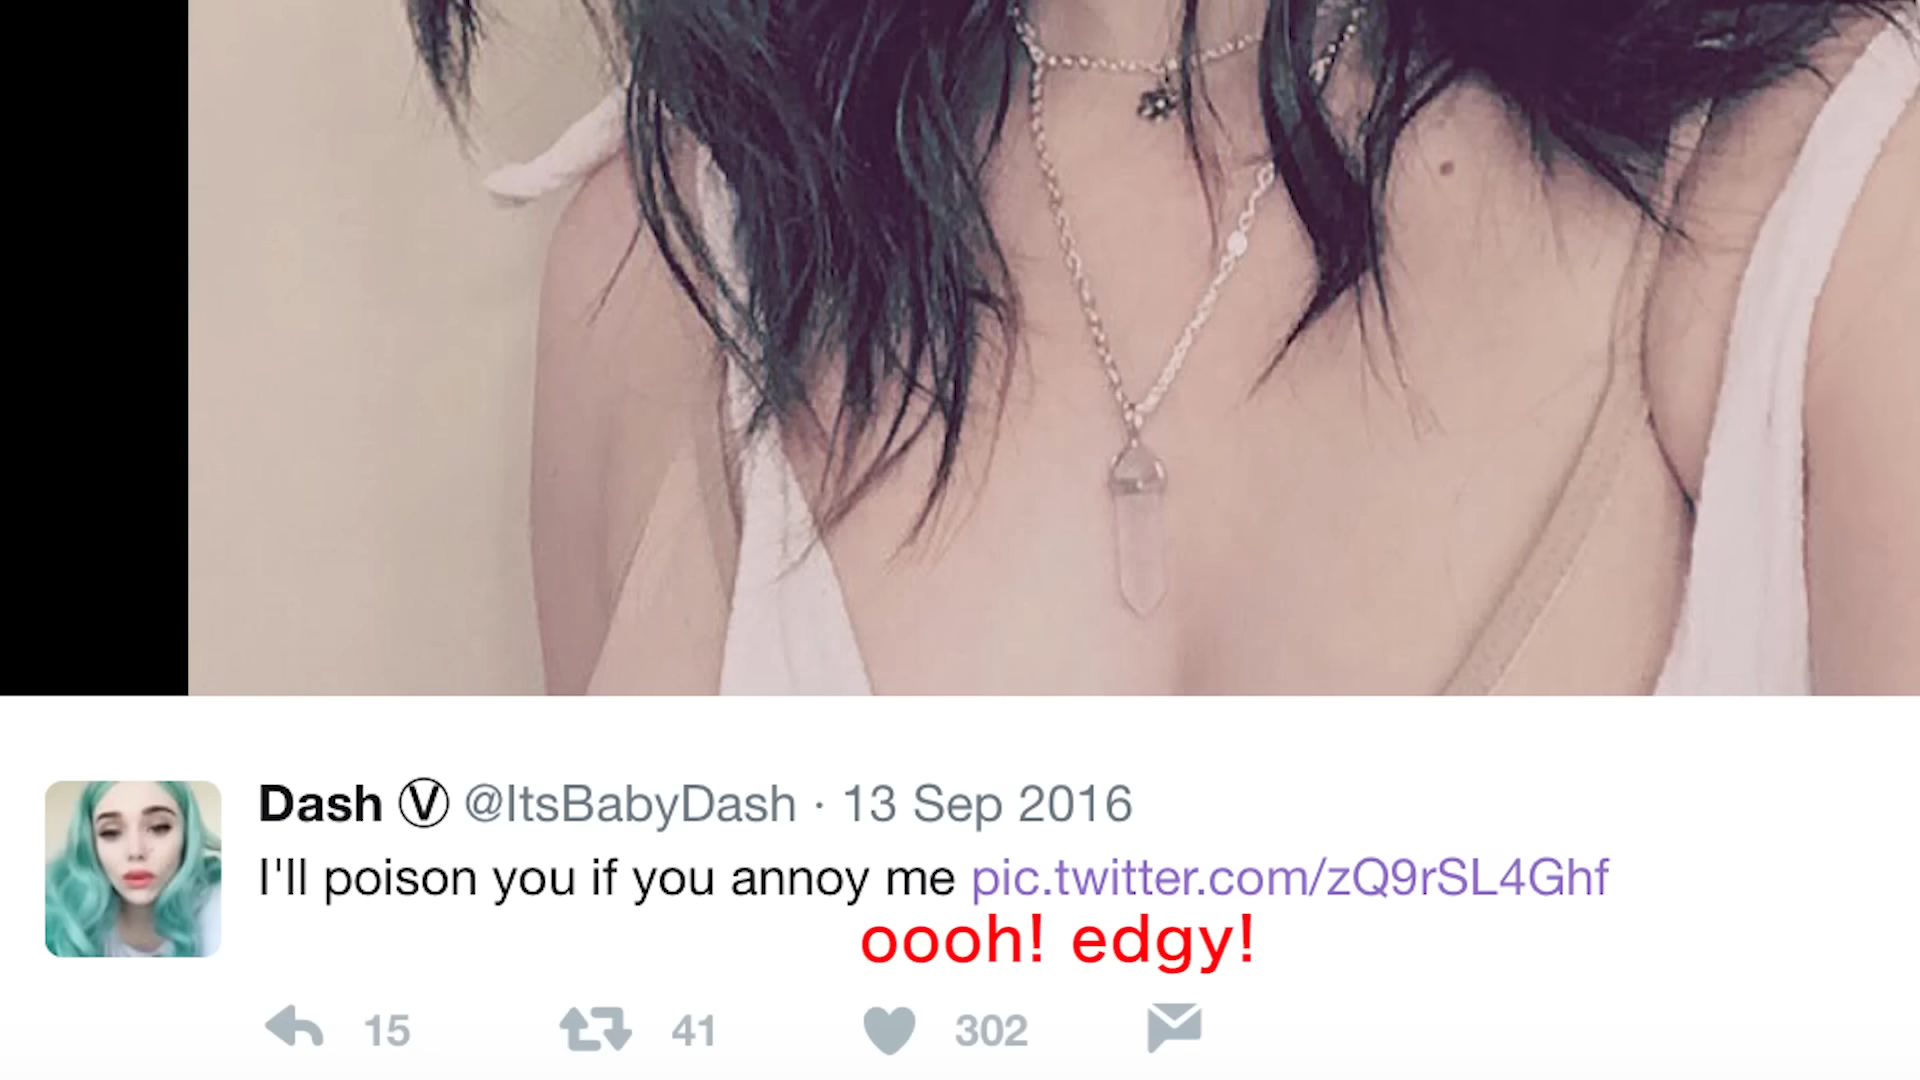 Dash Ⓥ @ItsBabyDash · 13 Sep 2016
I'll poison you if you annoy me pic.twitter.com/zQ9rSL4Ghf
oooh! edgy!
15 41 302